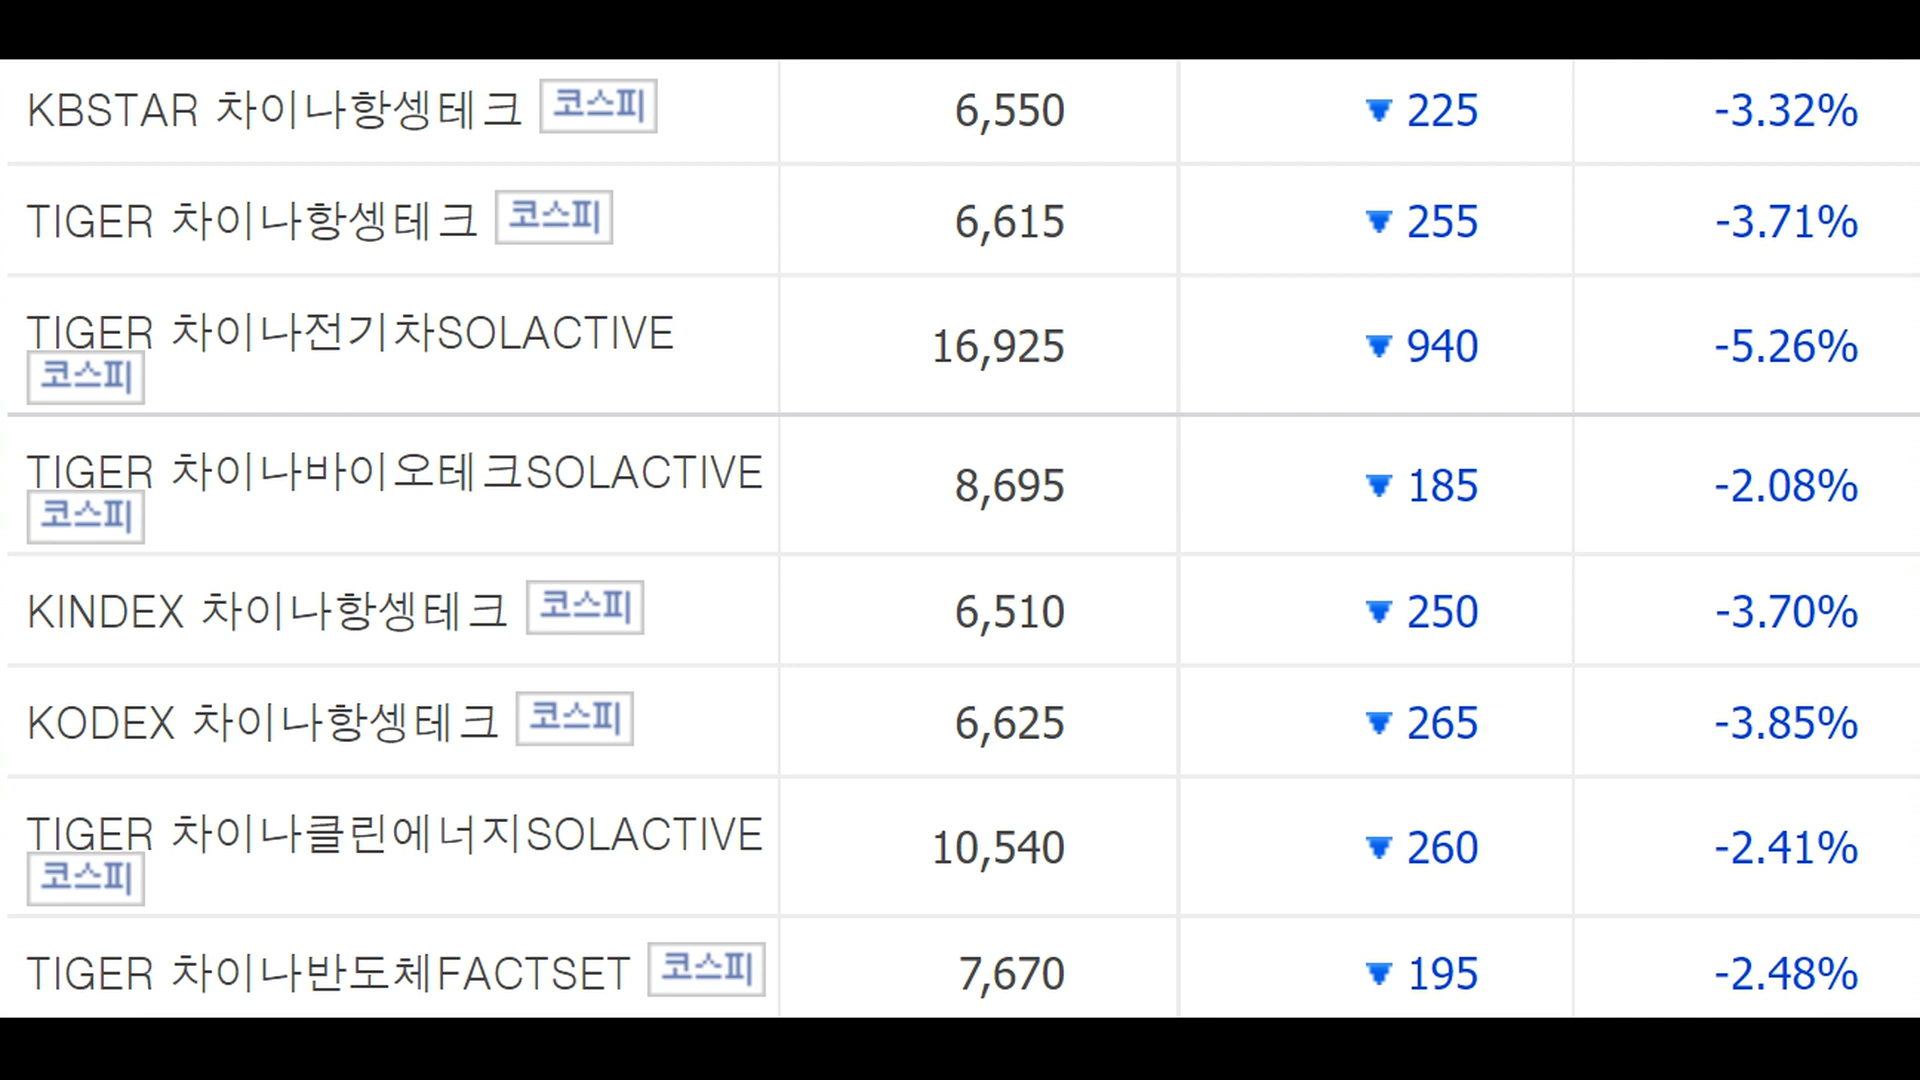 KBSTAR 차이나항셍테크 코스피 6,550 ▼ 225 -3.32%
TIGER 차이나항셍테크 코스피 6,615 ▼ 255 -3.71%
TIGER 차이나전기차SOLACTIVE
코스피 16,925 ▼ 940 -5.26%
TIGER 차이나바이오테크SOLACTIVE
코스피 8,695 ▼ 185 -2.08%
KINDEX 차이나항셍테크 코스피 6,510 ▼ 250 -3.70%
KODEX 차이나항셍테크 코스피 6,625 ▼ 265 -3.85%
TIGER 차이나클린에너지SOLACTIVE
코스피 10,540 ▼ 260 -2.41%
TIGER 차이나반도체FACTSET 코스피 7,670 ▼ 195 -2.48%